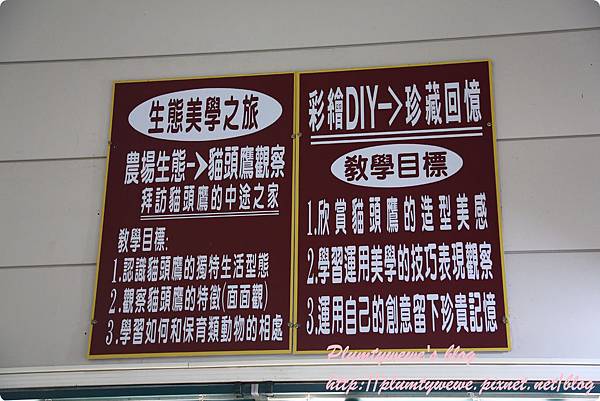 生態美學之旅
農場生態->貓頭鷹觀察
拜訪貓頭鷹的中途之家
教學目標:
1.認識貓頭鷹的獨特生活型態
2.觀察貓頭鷹的特徵(面面觀)
3.學習如何和保育類動物的相處
彩繪DIY->珍藏回憶
教學目標
1.欣賞貓頭鷹的造型美感
2.學習運用美學的技巧表現觀察
3.運用自己的創意留下珍貴記憶
Plumtywewe's blog
http://plumtywewe.pixnet.net/blog